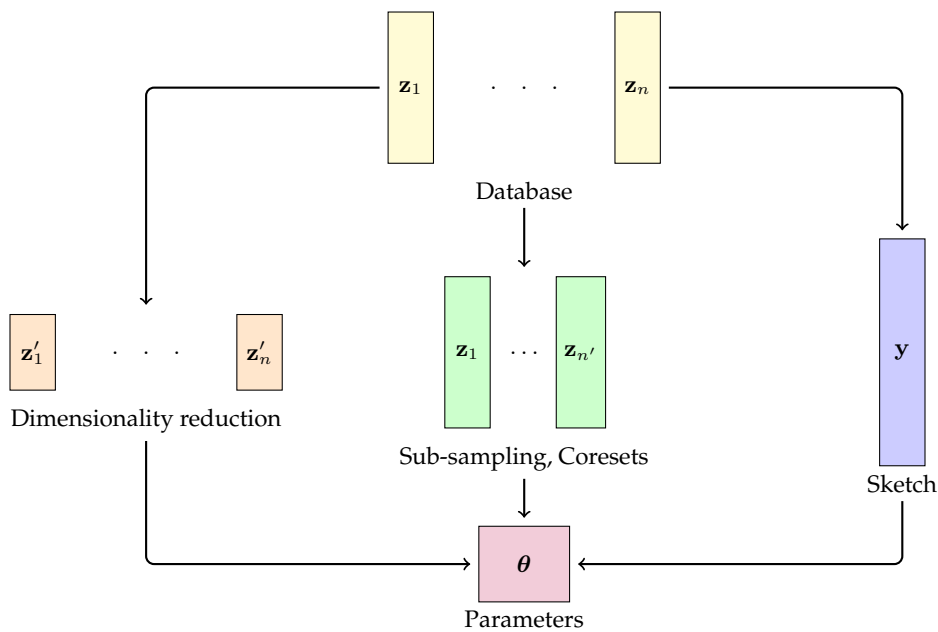 𝐳₁ · · · 𝐳ₙ
Database
𝐳′₁ · · · 𝐳′ₙ
𝐳₁ … 𝐳ₙ′
𝐲
Dimensionality reduction
Sub-sampling, Coresets
Sketch
𝜽
Parameters